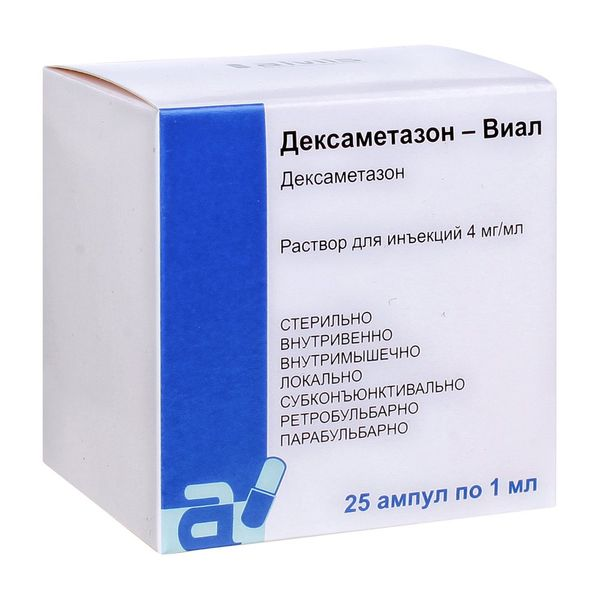 Дексаметазон – Виал
Дексаметазон
Раствор для инъекций 4 мг/мл
СТЕРИЛЬНО
ВНУТРИВЕННО
ВНУТРИМЫШЕЧНО
ЛОКАЛЬНО
СУБКОНЪЮНКТИВАЛЬНО
РЕТРОБУЛЬБАРНО
ПАРАБУЛЬБАРНО
25 ампул по 1 мл